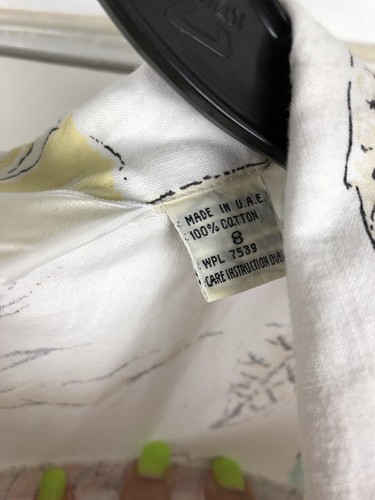 MADE IN U.A.E.
100% COTTON
8
WPL 7539
CARE INSTRUCTION OVER